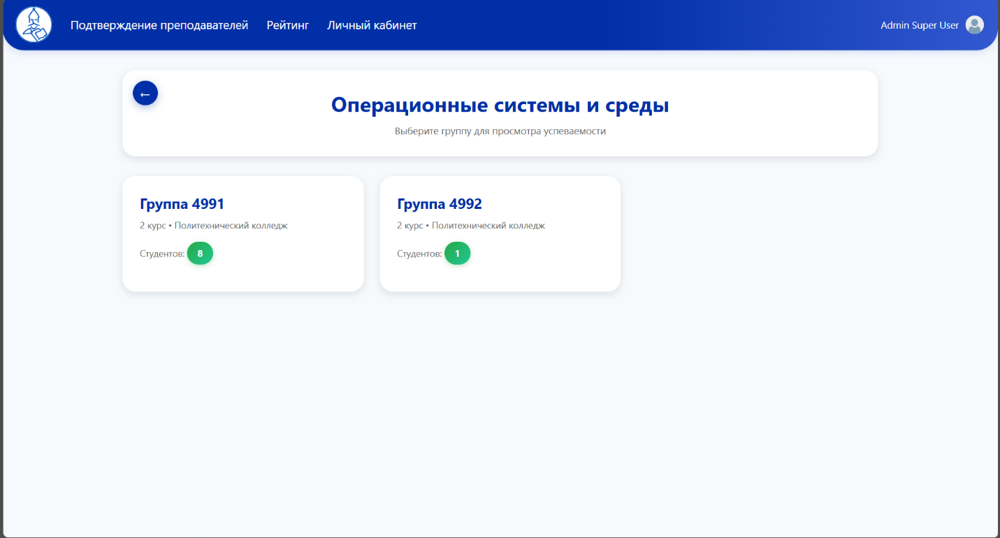 Подтверждение преподавателей Рейтинг Личный кабинет Admin Super User
←
Операционные системы и среды
Выберите группу для просмотра успеваемости
Группа 4991
2 курс • Политехнический колледж
Студентов: 8
Группа 4992
2 курс • Политехнический колледж
Студентов: 1